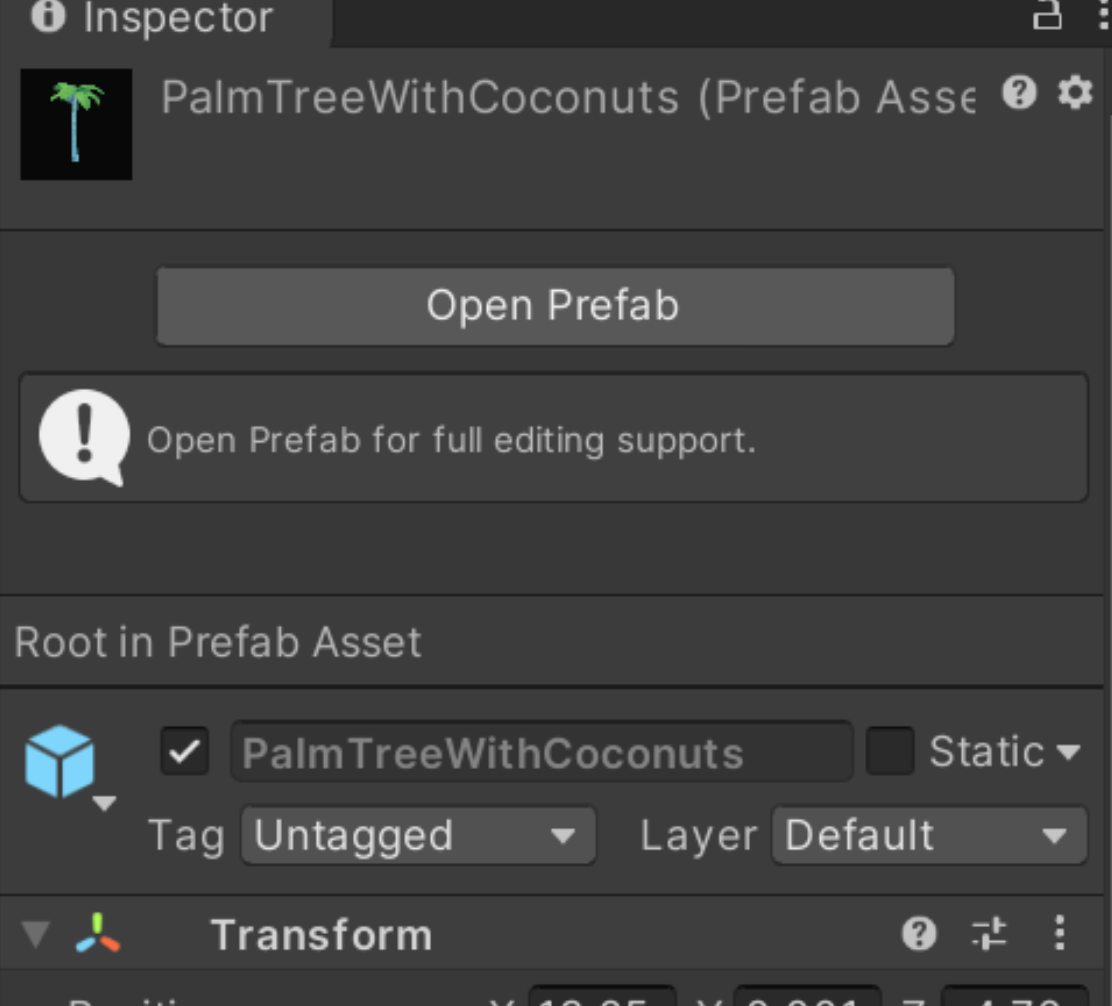 Inspector
PalmTreeWithCoconuts (Prefab Asse
Open Prefab
Open Prefab for full editing support.
Root in Prefab Asset
PalmTreeWithCoconuts Static
Tag Untagged Layer Default
Transform
X Y Z